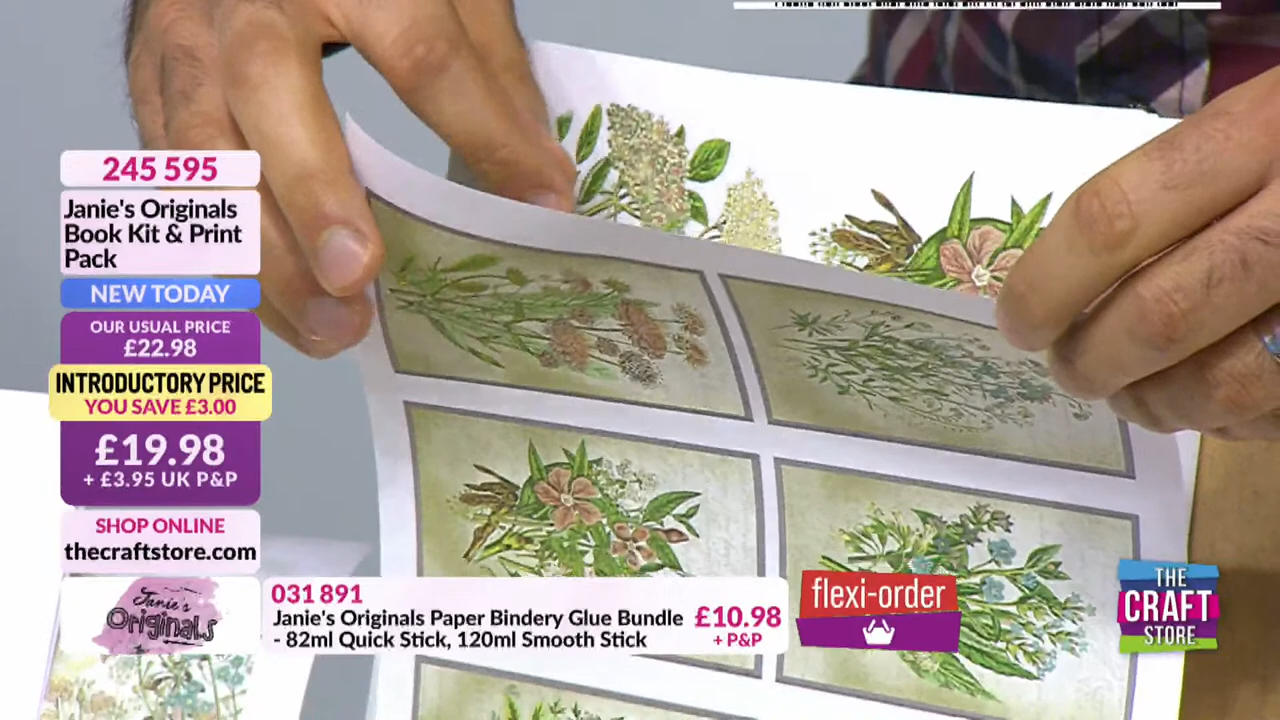 245 595
Janie's Originals
Book Kit & Print
Pack
NEW TODAY
OUR USUAL PRICE
£22.98
INTRODUCTORY PRICE
YOU SAVE £3.00
£19.98
+ £3.95 UK P&P
SHOP ONLINE
thecraftstore.com
Janie's
Originals
031 891
Janie's Originals Paper Bindery Glue Bundle
- 82ml Quick Stick, 120ml Smooth Stick
£10.98
+ P&P
flexi-order
THE
CRAFT
STORE